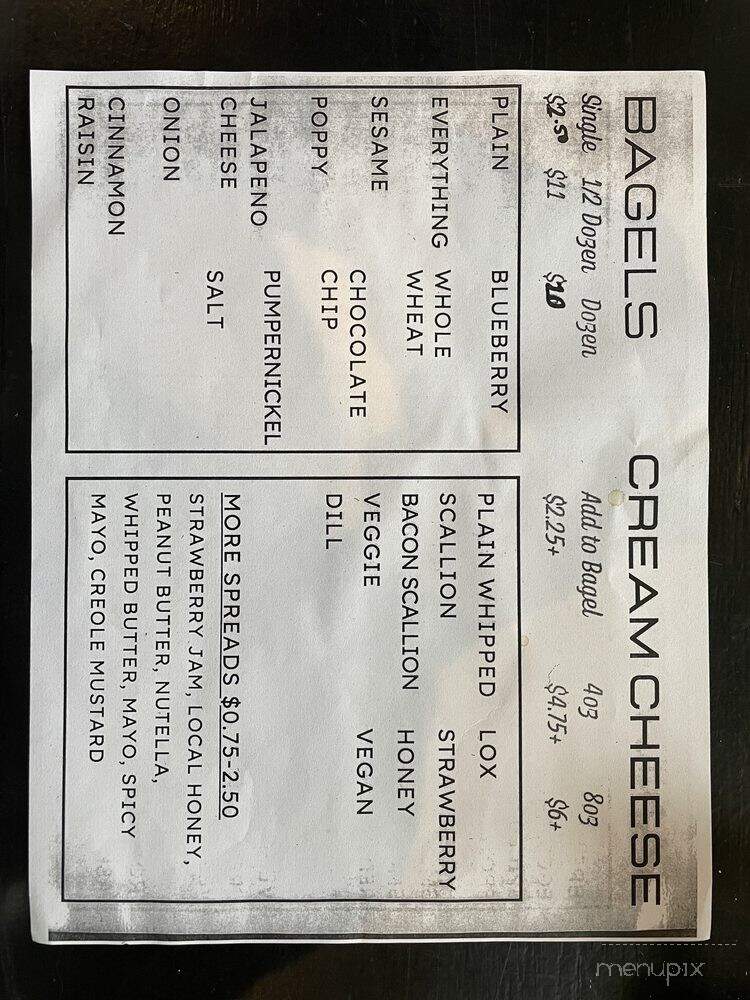 BAGELS
Single 1/2 Dozen Dozen
$2.50 $11 $20
PLAIN
EVERYTHING
SESAME
POPPY
JALAPENO
CHEESE
ONION
CINNAMON
RAISIN
BLUEBERRY
WHOLE
WHEAT
CHOCOLATE
CHIP
PUMPERNICKEL
SALT
CREAM CHEESE
Add to Bagel 4oz 8oz
$2.25+ $4.75+ $6+
PLAIN WHIPPED
SCALLION
BACON SCALLION
VEGGIE
DILL
LOX
STRAWBERRY
HONEY
VEGAN
MORE SPREADS $0.75-2.50
STRAWBERRY JAM, LOCAL HONEY,
PEANUT BUTTER, NUTELLA,
WHIPPED BUTTER, MAYO, SPICY
MAYO, CREOLE MUSTARD
menupix